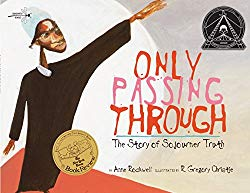 ONLY
PASSING
THROUGH
The Story of Sojourner Truth
by Anne Rockwell ILLUSTRATED BY R. Gregory Christie